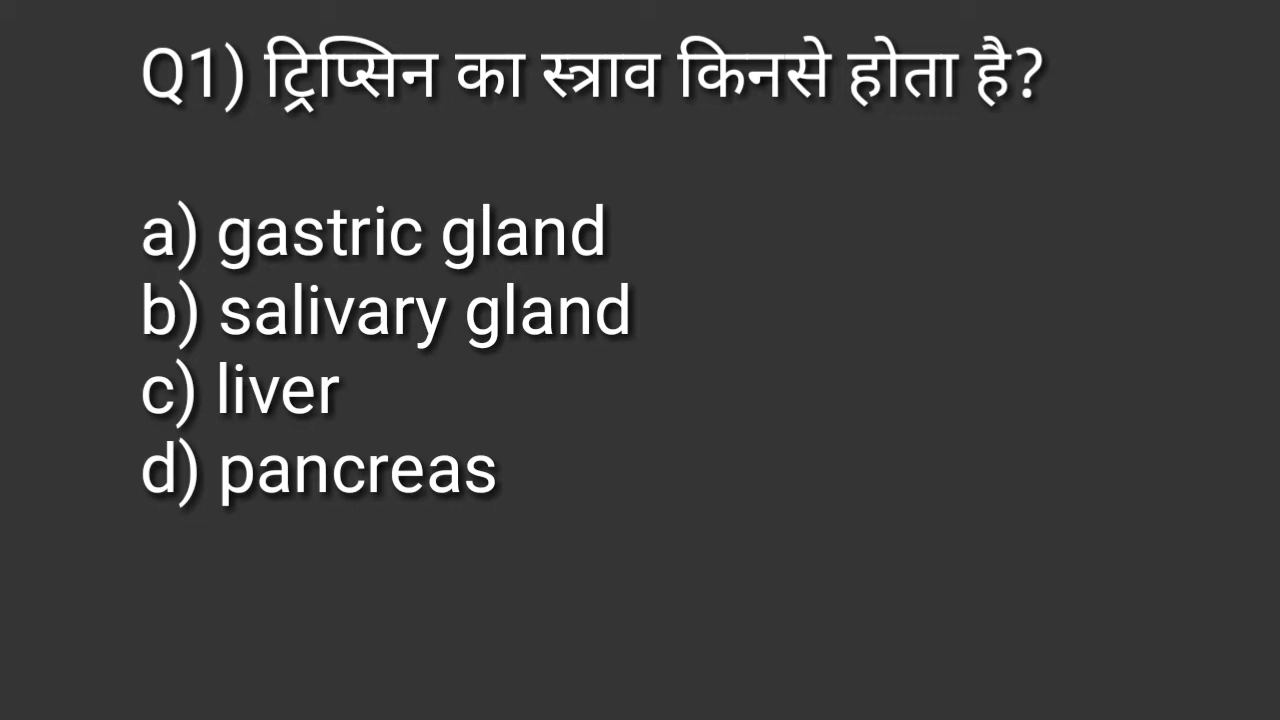 Q1) ट्रिप्सिन का स्त्राव किनसे होता है?
a) gastric gland
b) salivary gland
c) liver
d) pancreas